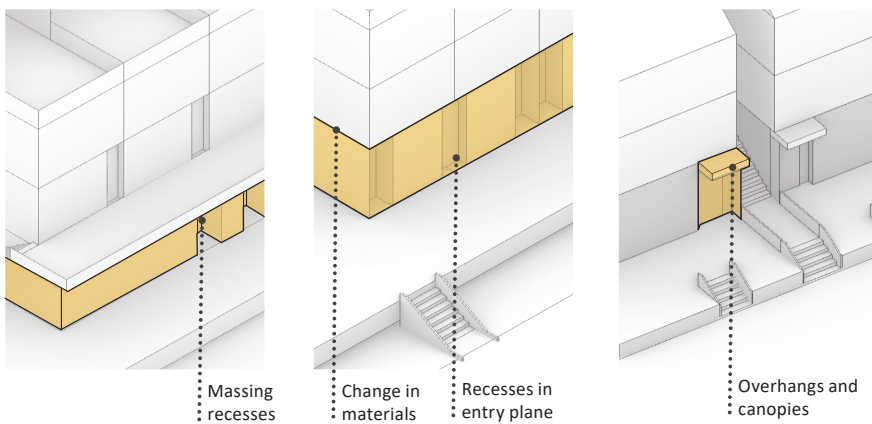 Massing
recesses
Change in
materials
Recesses in
entry plane
Overhangs and
canopies